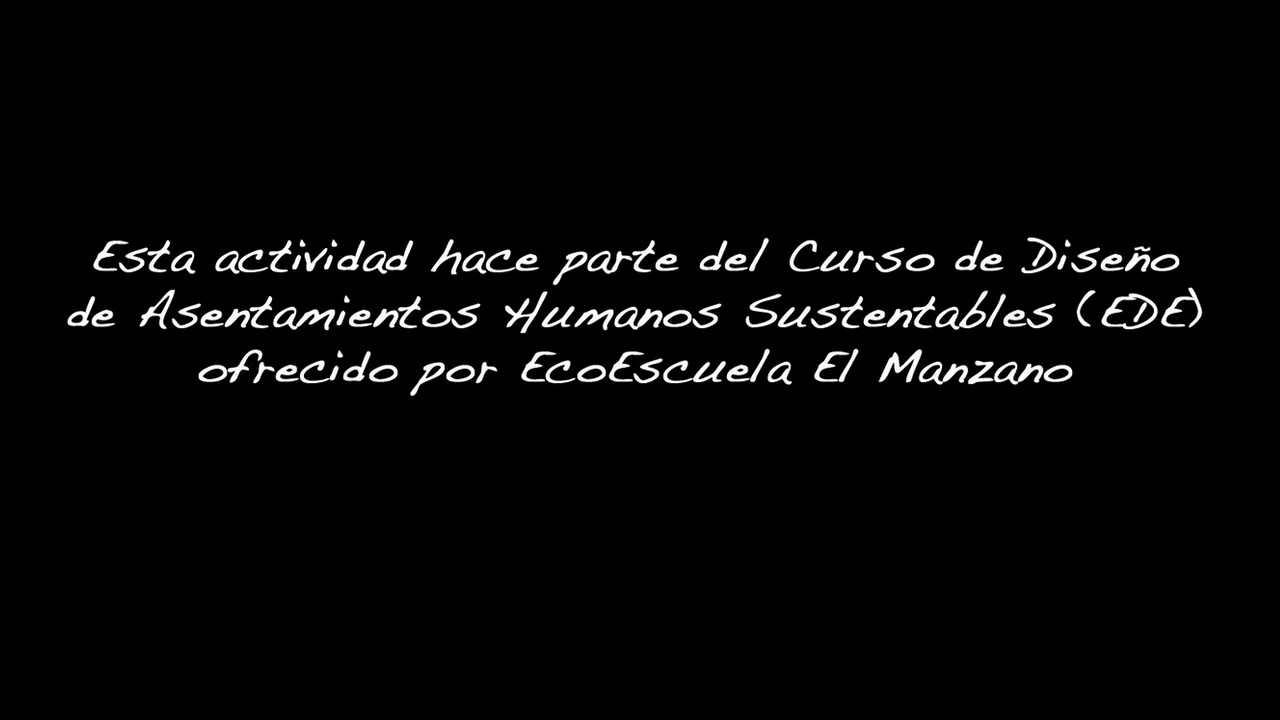 Esta actividad hace parte del Curso de Diseño
de Asentamientos Humanos Sustentables (EDE)
ofrecido por EcoEscuela El Manzano